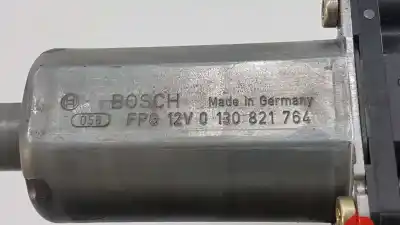 BOSCH Made in Germany
058 FPG 12V 0 130 821 764